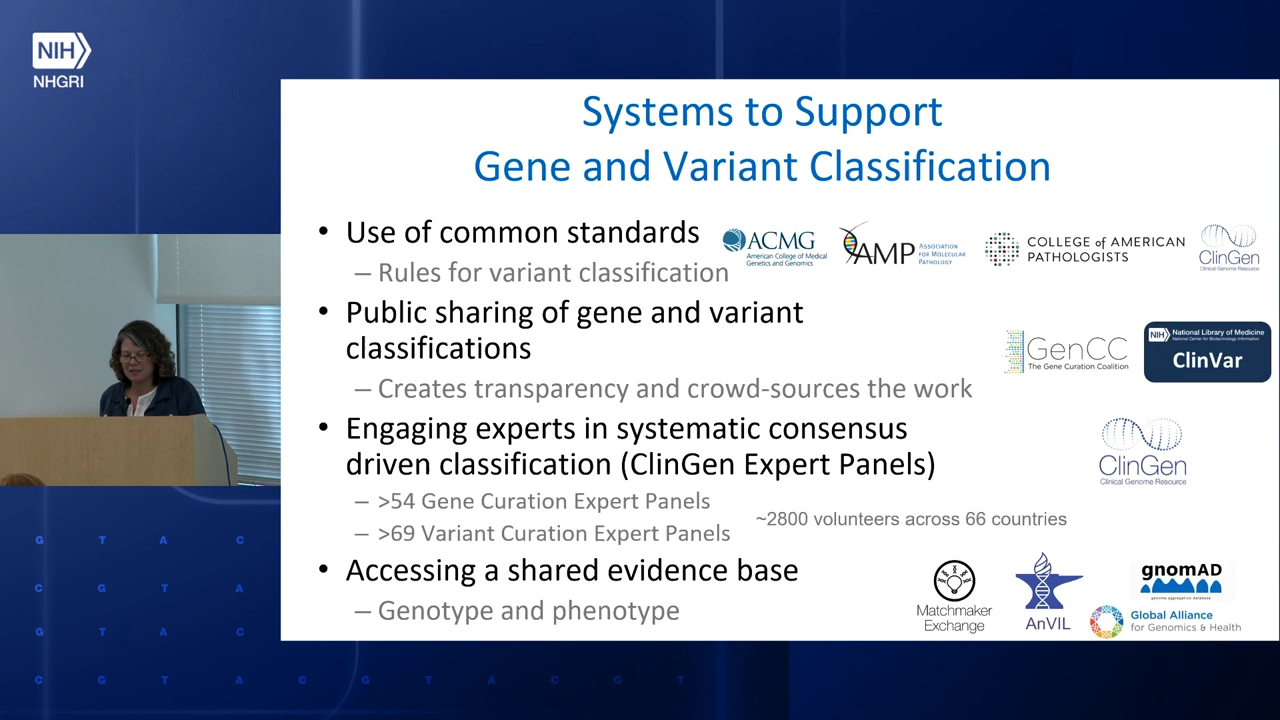 NIH
NHGRI
Systems to Support
Gene and Variant Classification
• Use of common standards
– Rules for variant classification
ACMG
American College of Medical
Genetics and Genomics
AMP
ASSOCIATION
FOR MOLECULAR
PATHOLOGY
COLLEGE of AMERICAN
PATHOLOGISTS
ClinGen
Clinical Genome Resource
• Public sharing of gene and variant
classifications
– Creates transparency and crowd-sources the work
GenCC
The Gene Curation Coalition
NIH National Library of Medicine
National Center for Biotechnology Information
ClinVar
• Engaging experts in systematic consensus
driven classification (ClinGen Expert Panels)
– >54 Gene Curation Expert Panels
– >69 Variant Curation Expert Panels
~2800 volunteers across 66 countries
ClinGen
Clinical Genome Resource
• Accessing a shared evidence base
– Genotype and phenotype
Matchmaker
Exchange
AnVIL
gnomAD
genome aggregation database
Global Alliance
for Genomics & Health
G T A C
C G T A
G T A C
C G T A C G T A C G T